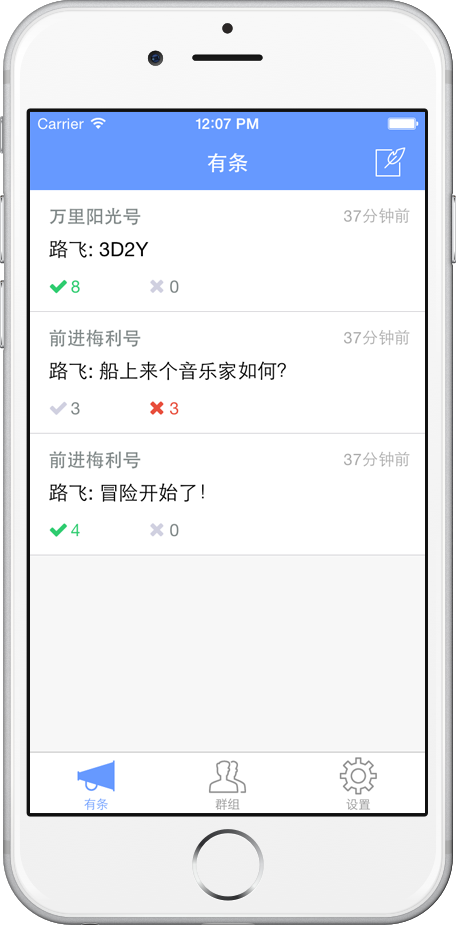 Carrier 12:07 PM
有条
万里阳光号 37分钟前
路飞: 3D2Y
8 0
前进梅利号 37分钟前
路飞: 船上来个音乐家如何?
3 3
前进梅利号 37分钟前
路飞: 冒险开始了!
4 0
有条 群组 设置